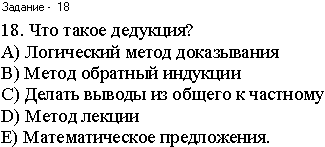 Задание - 18
18. Что такое дедукция?
A) Логический метод доказывания
B) Метод обратный индукции
C) Делать выводы из общего к частному
D) Метод лекции
E) Математическое предложения.